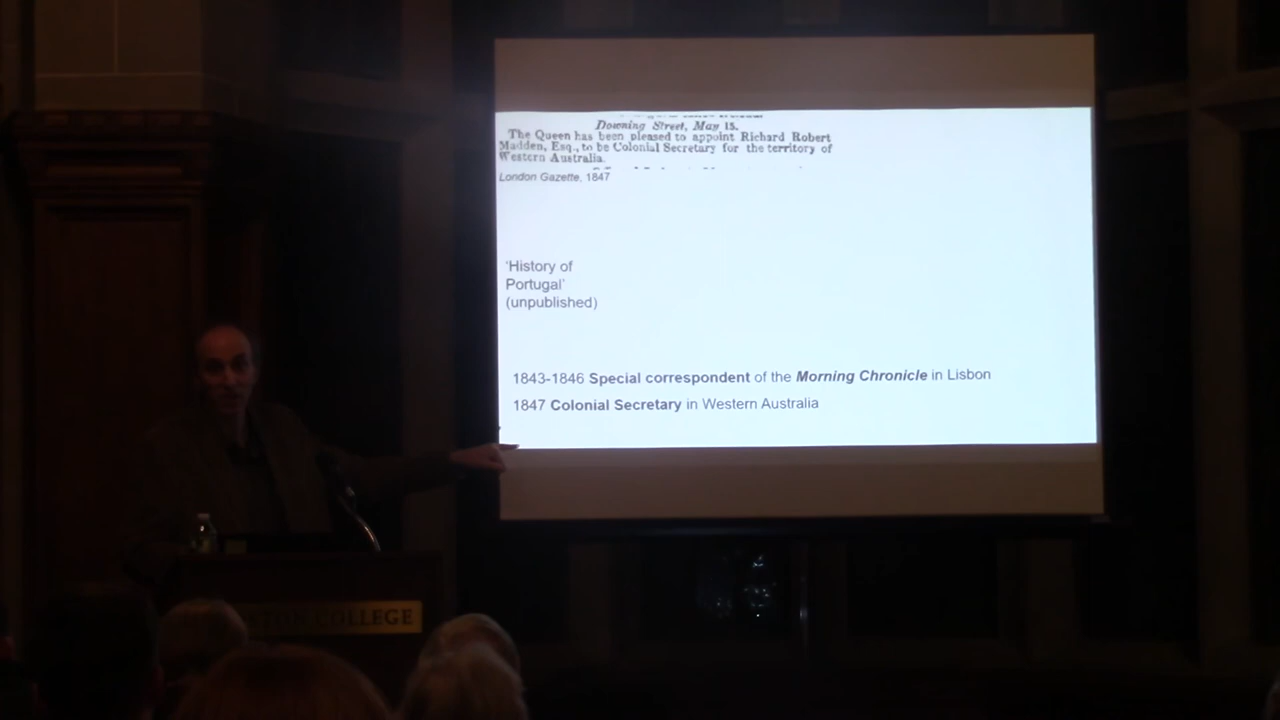 Downing Street, May 15.
The Queen has been pleased to appoint Richard Robert
Madden, Esq., to be Colonial Secretary for the territory of
Western Australia.
London Gazette, 1847
'History of
Portugal'
(unpublished)
1843-1846 Special correspondent of the Morning Chronicle in Lisbon
1847 Colonial Secretary in Western Australia
COLLEGE